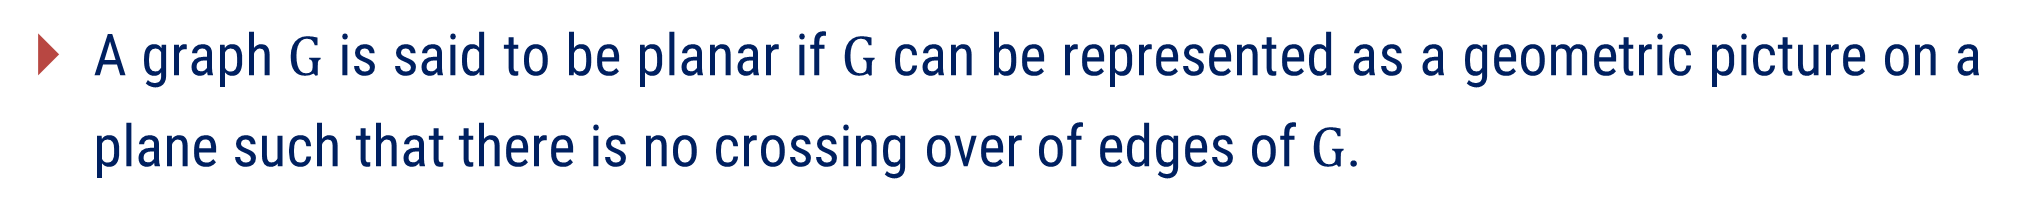 A graph G is said to be planar if G can be represented as a geometric picture on a
plane such that there is no crossing over of edges of G.